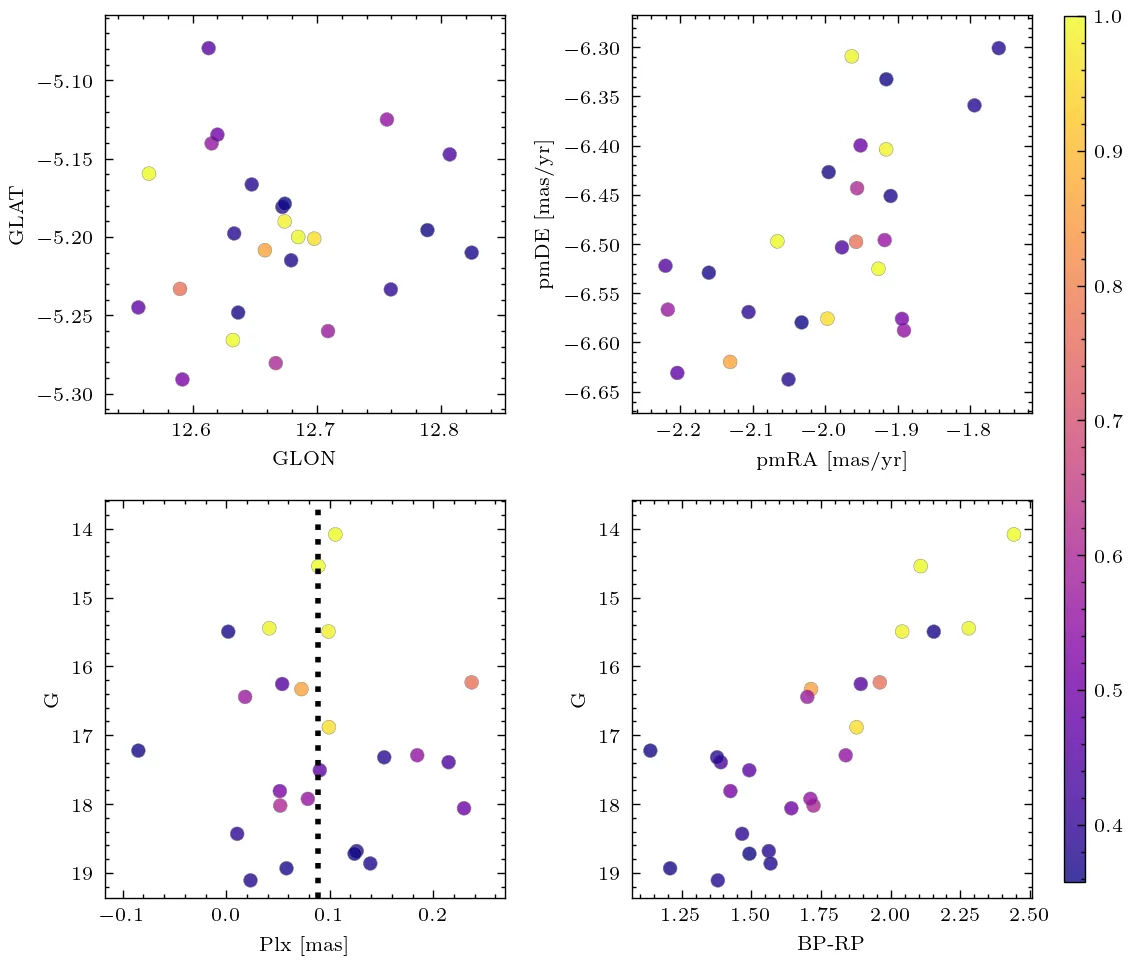 −5.10
−5.15
−5.20
−5.25
−5.30
GLAT
12.6 12.7 12.8
GLON
−6.30
−6.35
−6.40
−6.45
−6.50
−6.55
−6.60
−6.65
pmDE [mas/yr]
−2.2 −2.1 −2.0 −1.9 −1.8
pmRA [mas/yr]
14
15
16
17
18
19
G
−0.1 0.0 0.1 0.2
Plx [mas]
14
15
16
17
18
19
G
1.25 1.50 1.75 2.00 2.25 2.50
BP-RP
1.0
0.9
0.8
0.7
0.6
0.5
0.4